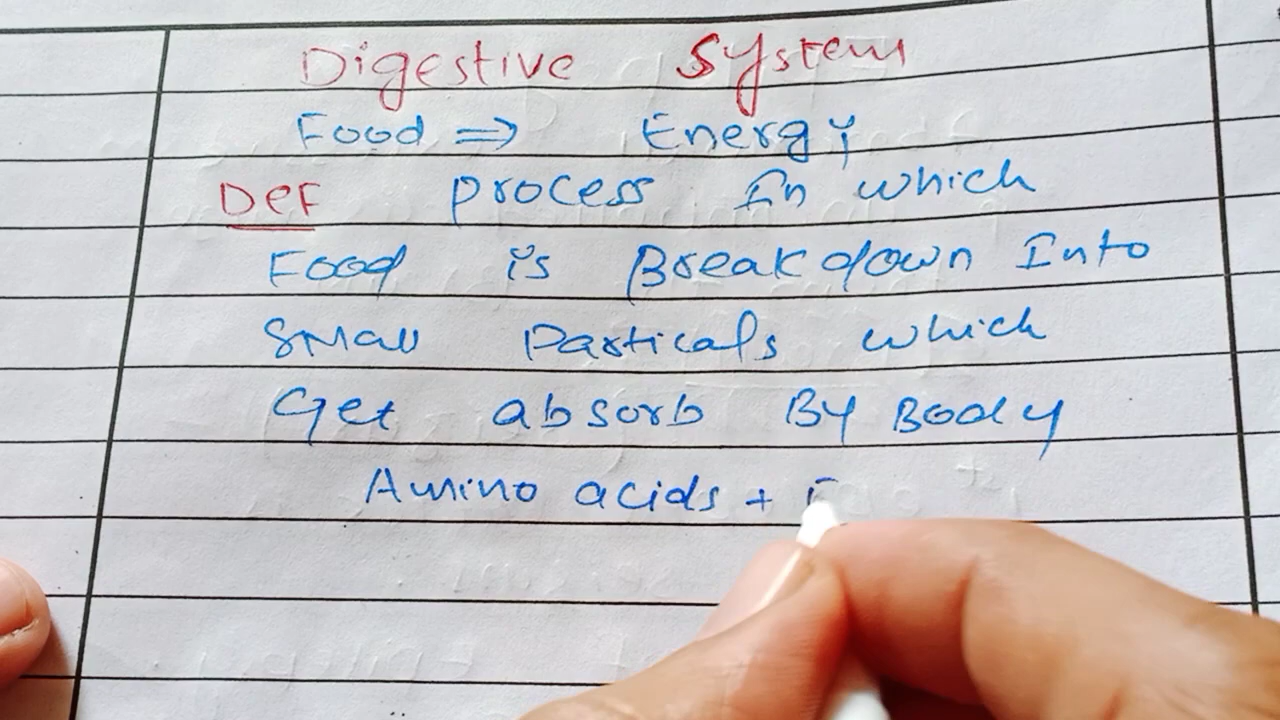 Digestive System
Food ⇒ Energy
Def process In which
Food is Breakdown Into
Small Particals which
Get absorb By Body
Amino acids +